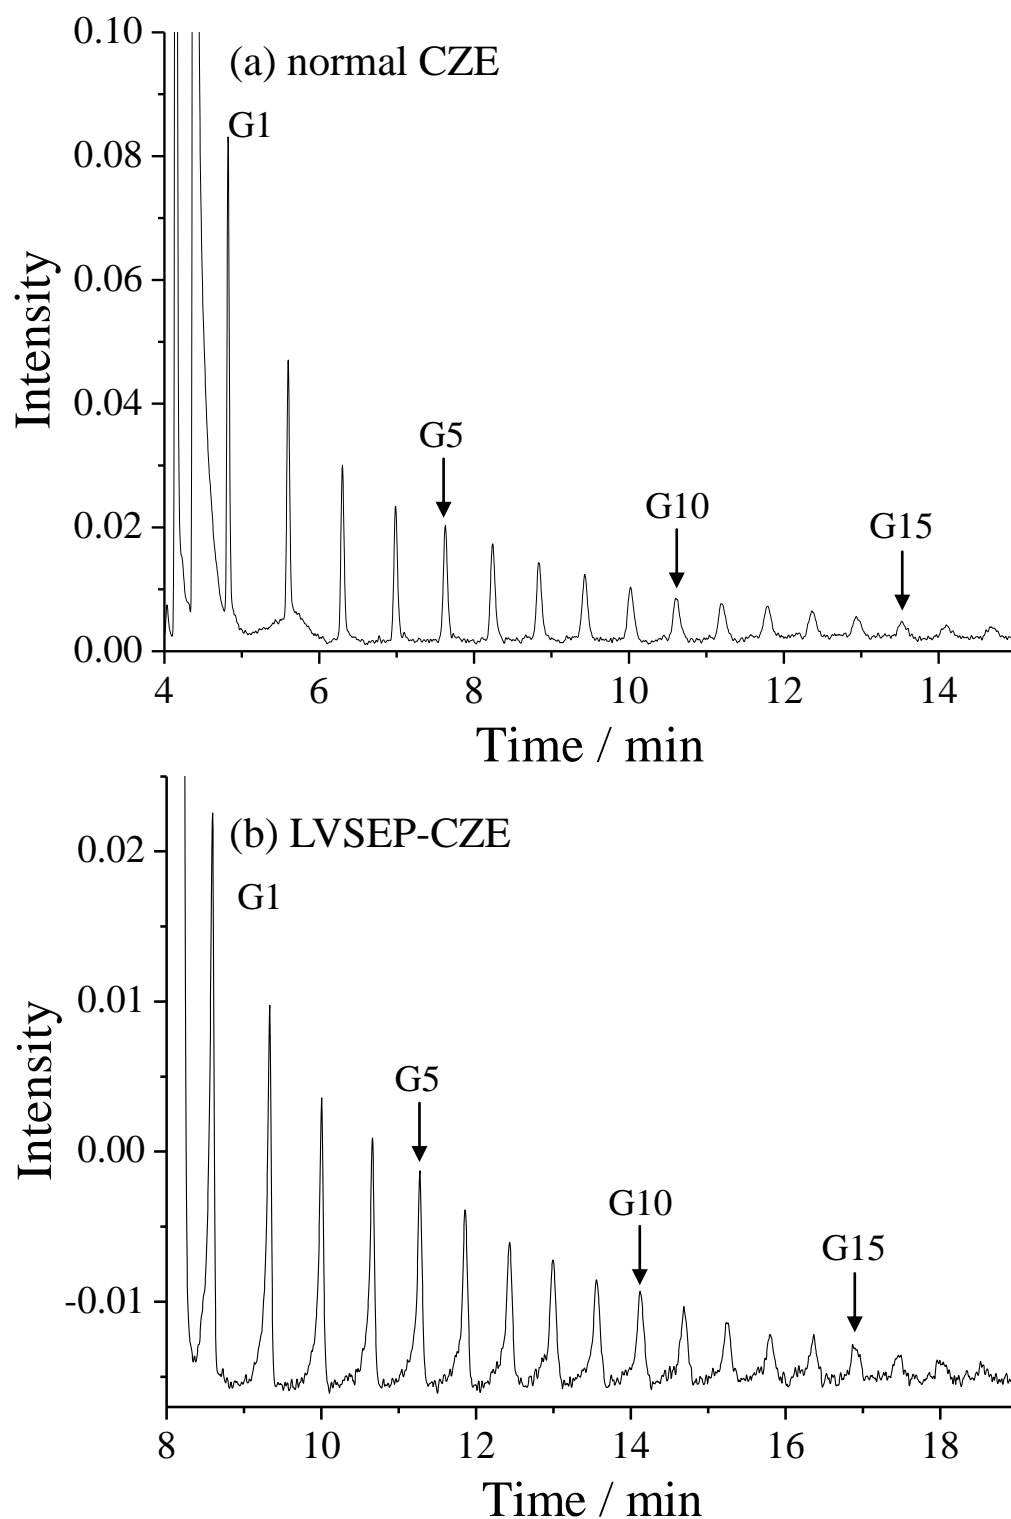 (a) normal CZE
G1
G5
G10
G15
0.10
0.08
0.06
0.04
0.02
0.00
Intensity
4 6 8 10 12 14
Time / min
(b) LVSEP-CZE
G1
G5
G10
G15
0.02
0.01
0.00
-0.01
Intensity
8 10 12 14 16 18
Time / min